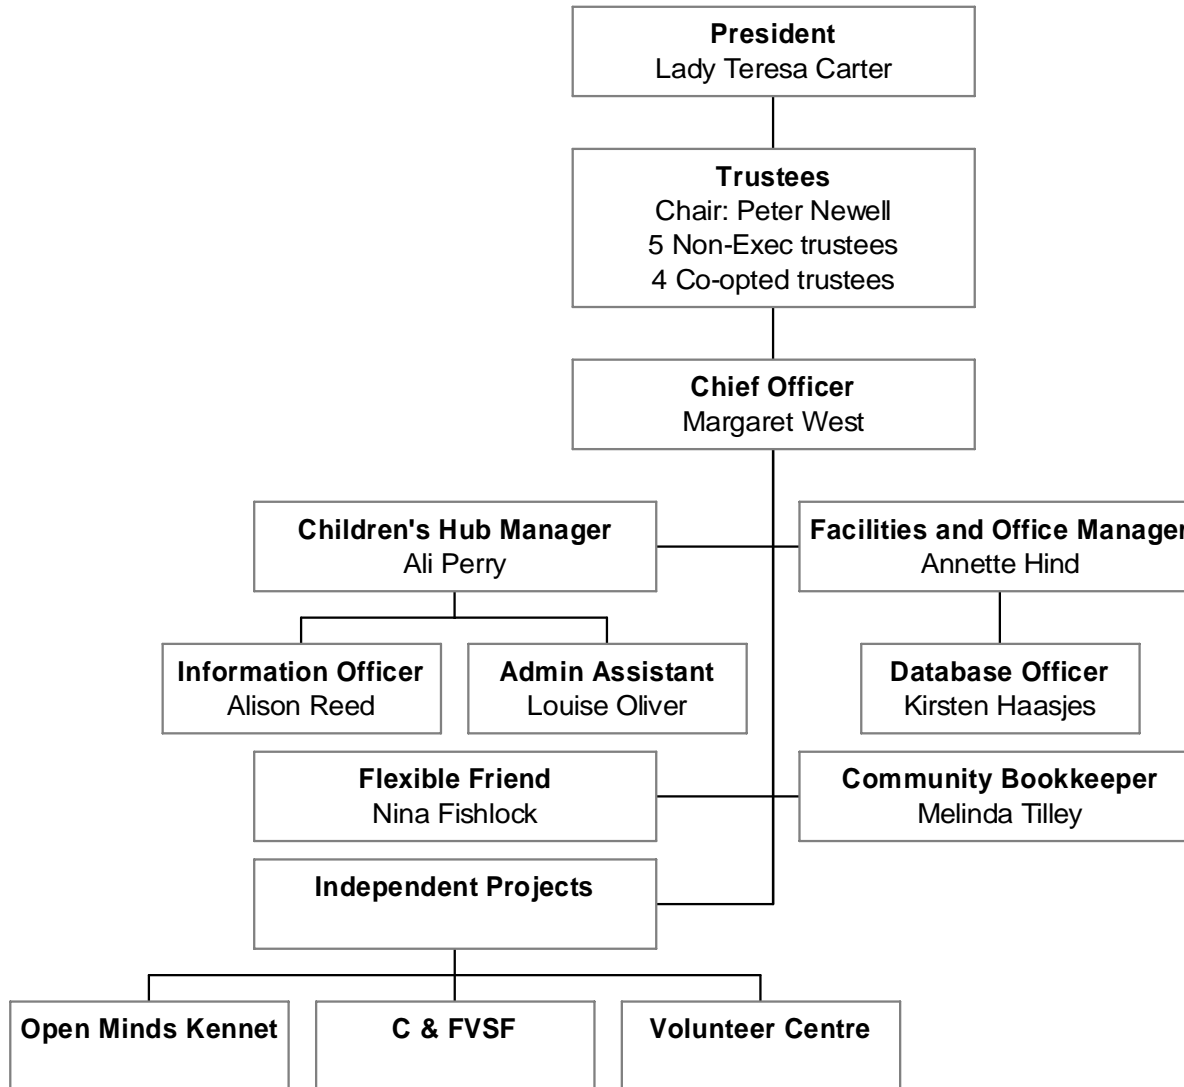 President
Lady Teresa Carter
Trustees
Chair: Peter Newell
5 Non-Exec trustees
4 Co-opted trustees
Chief Officer
Margaret West
Children's Hub Manager
Ali Perry
Facilities and Office Manager
Annette Hind
Information Officer
Alison Reed
Admin Assistant
Louise Oliver
Database Officer
Kirsten Haasjes
Flexible Friend
Nina Fishlock
Community Bookkeeper
Melinda Tilley
Independent Projects
Open Minds Kennet
C & FVSF
Volunteer Centre